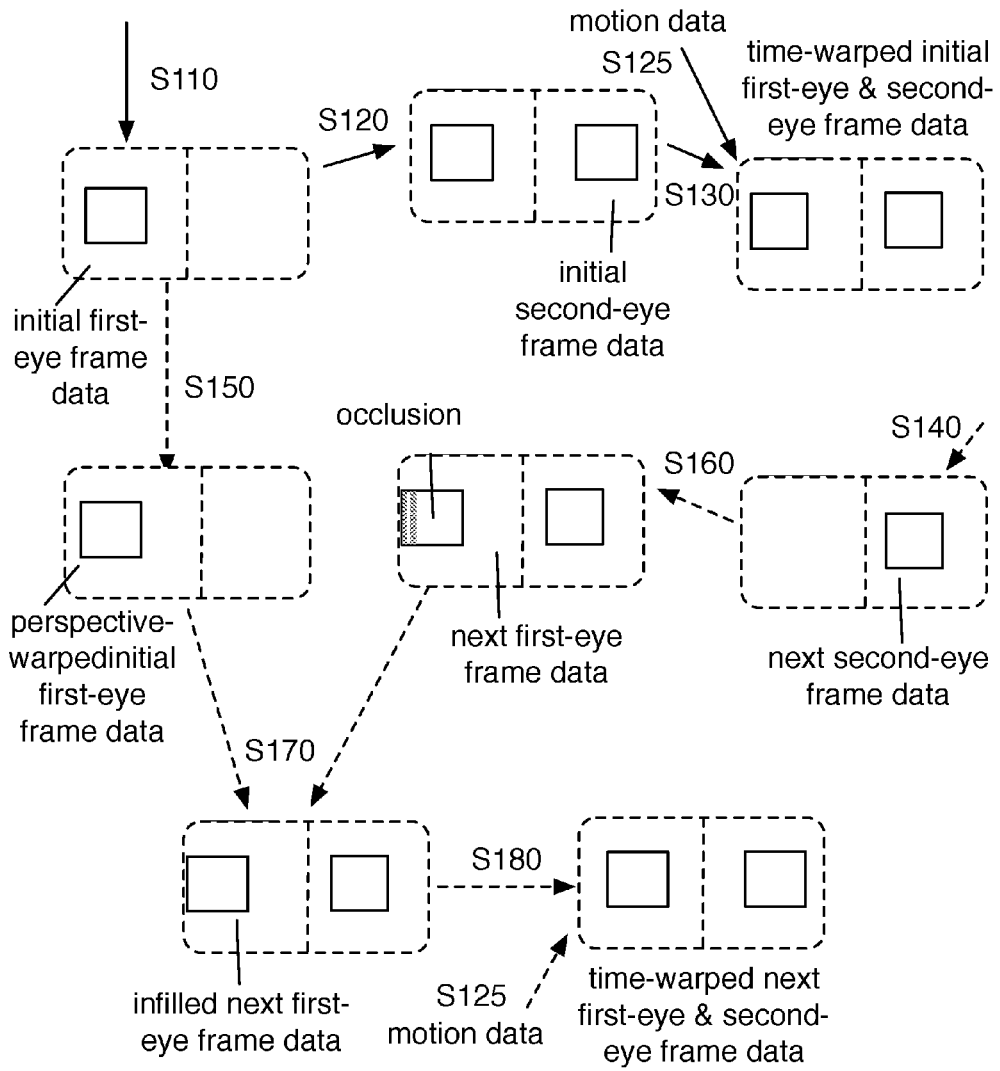 motion data
S110
S125
time-warped initial
first-eye & second-
eye frame data
S120
S130
initial first-
eye frame
data
initial
second-eye
frame data
S150
occlusion
S140
S160
perspective-
warpedinitial
first-eye
frame data
next first-eye
frame data
next second-eye
frame data
S170
S180
infilled next first-
eye frame data
S125
motion data
time-warped next
first-eye & second-
eye frame data